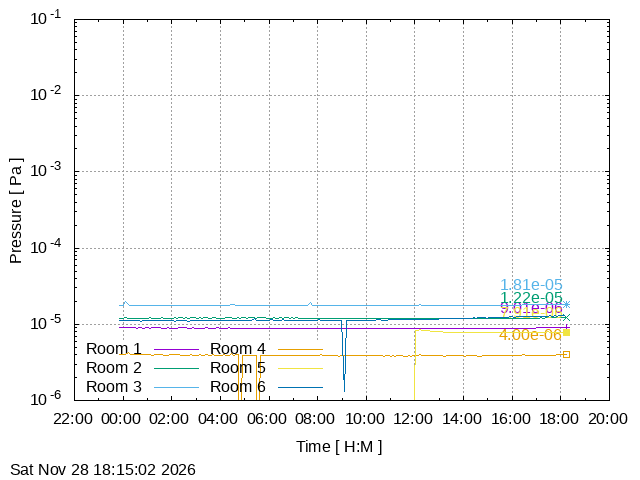 10^-1
10^-2
10^-3
10^-4
10^-5
10^-6
Pressure [ Pa ]
1.81e-05
1.22e-05
9.01e-06
4.00e-06
Room 1 Room 4
Room 2 Room 5
Room 3 Room 6
22:00 00:00 02:00 04:00 06:00 08:00 10:00 12:00 14:00 16:00 18:00 20:00
Time [ H:M ]
Sat Nov 28 18:15:02 2026